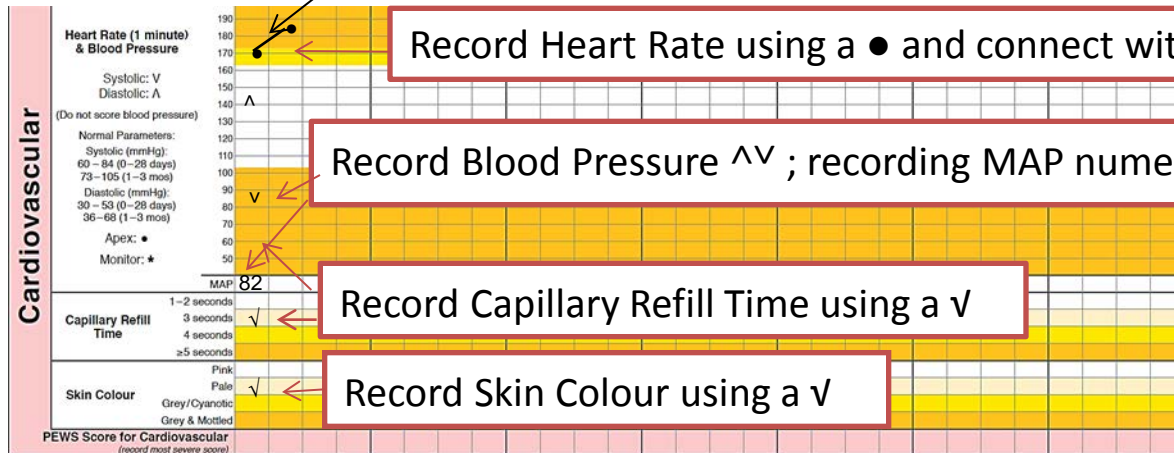 Cardiovascular
Heart Rate (1 minute)
& Blood Pressure
Systolic: V
Diastolic: Λ
(Do not score blood pressure)
Normal Parameters:
Systolic (mmHg):
60 – 84 (0–28 days)
73–105 (1–3 mos)
Diastolic (mmHg):
30 – 53 (0–28 days)
36–68 (1–3 mos)
Apex: ●
Monitor: ★
190
180
170
160
150
140
130
120
110
100
90
80
70
60
50
^
v
Record Heart Rate using a ● and connect wit
Record Blood Pressure ^v ; recording MAP nume
MAP 82
Capillary Refill
Time
1–2 seconds
3 seconds √
4 seconds
≥5 seconds
Record Capillary Refill Time using a √
Skin Colour
Pink
Pale √
Grey/Cyanotic
Grey & Mottled
Record Skin Colour using a √
PEWS Score for Cardiovascular
(record most severe score)